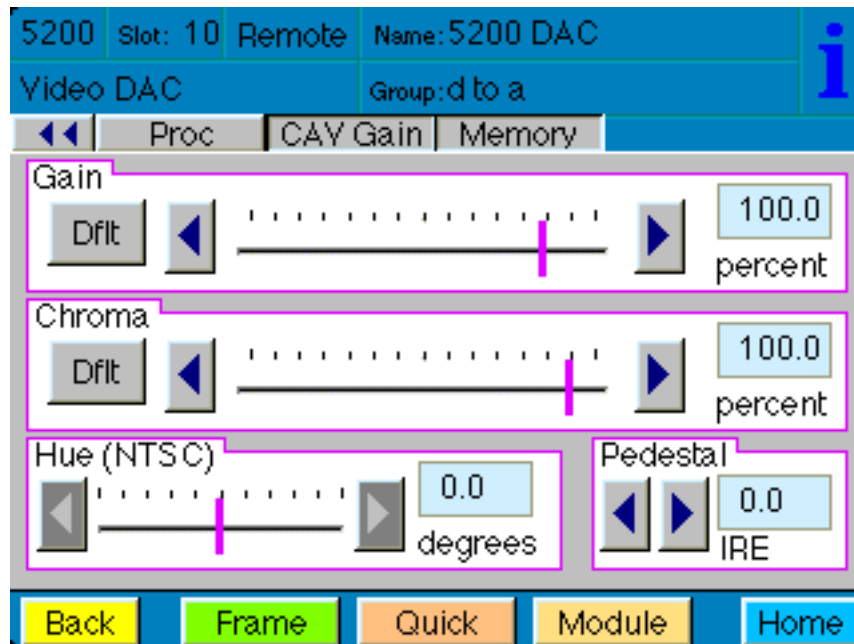 5200 Slot: 10 Remote Name: 5200 DAC
i
Video DAC Group: d to a
Proc CAV Gain Memory
Gain
Dflt 100.0
percent
Chroma
Dflt 100.0
percent
Hue (NTSC) Pedestal
0.0 0.0
degrees IRE
Back Frame Quick Module Home